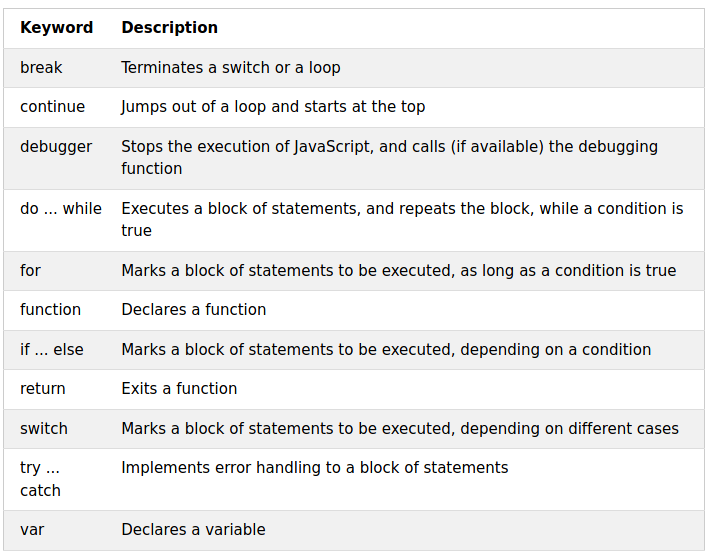 Keyword Description
break Terminates a switch or a loop
continue Jumps out of a loop and starts at the top
debugger Stops the execution of JavaScript, and calls (if available) the debugging
function
do ... while Executes a block of statements, and repeats the block, while a condition is
true
for Marks a block of statements to be executed, as long as a condition is true
function Declares a function
if ... else Marks a block of statements to be executed, depending on a condition
return Exits a function
switch Marks a block of statements to be executed, depending on different cases
try ... Implements error handling to a block of statements
catch
var Declares a variable